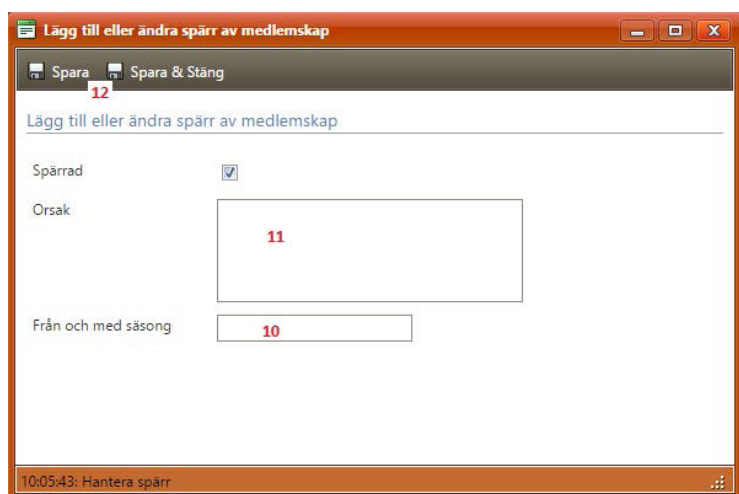 Lägg till eller ändra spärr av medlemskap
Spara Spara & Stäng
12
Lägg till eller ändra spärr av medlemskap
Spärrad
Orsak
11
Från och med säsong 10
10:05:43: Hantera spärr